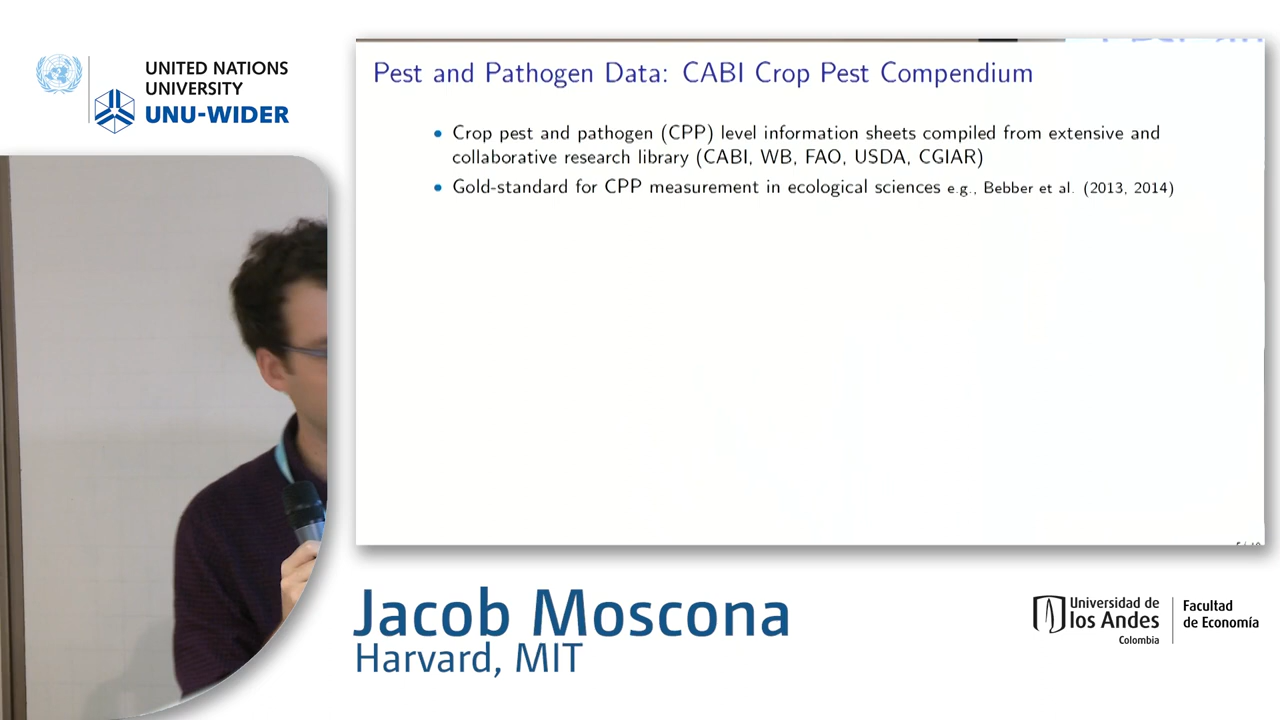 UNITED NATIONS
UNIVERSITY
UNU-WIDER
Pest and Pathogen Data: CABI Crop Pest Compendium
Crop pest and pathogen (CPP) level information sheets compiled from extensive and
collaborative research library (CABI, WB, FAO, USDA, CGIAR)
Gold-standard for CPP measurement in ecological sciences e.g., Bebber et al. (2013, 2014)
Jacob Moscona
Harvard, MIT
Universidad de
los Andes
Colombia
Facultad
de Economía